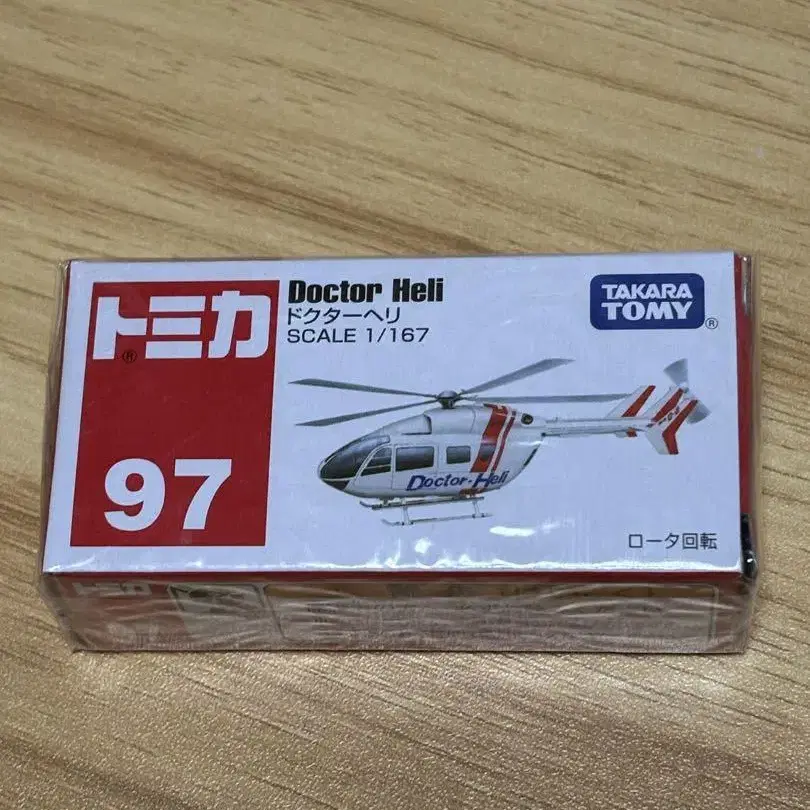 トミカ®
97
Doctor Heli
ドクターヘリ
SCALE 1/167
TAKARA
TOMY®
Doctor-Heli
ロータ回転